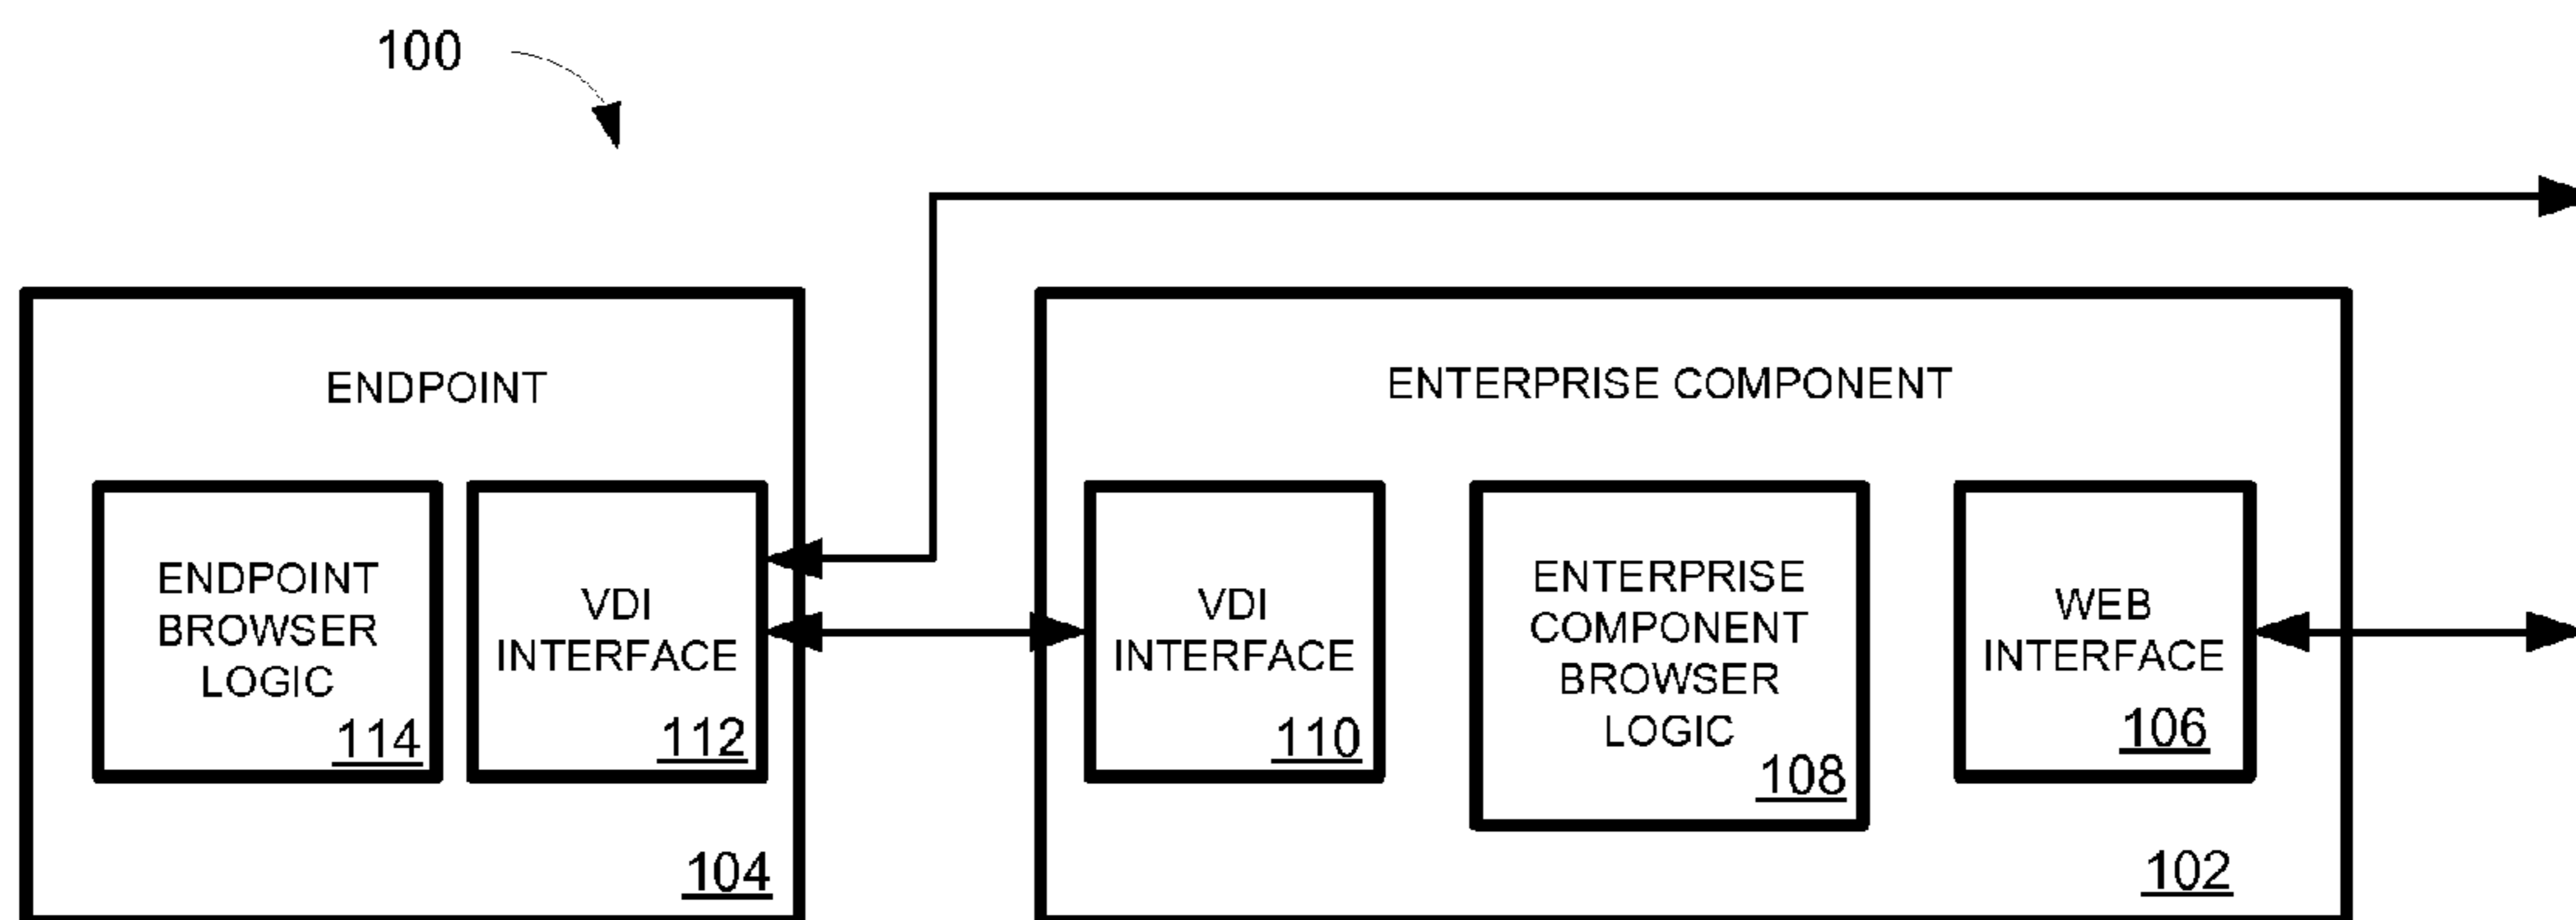 100
ENDPOINT
ENDPOINT
BROWSER
LOGIC
114
VDI
INTERFACE
112
104
ENTERPRISE COMPONENT
VDI
INTERFACE
110
ENTERPRISE
COMPONENT
BROWSER
LOGIC
108
WEB
INTERFACE
106
102